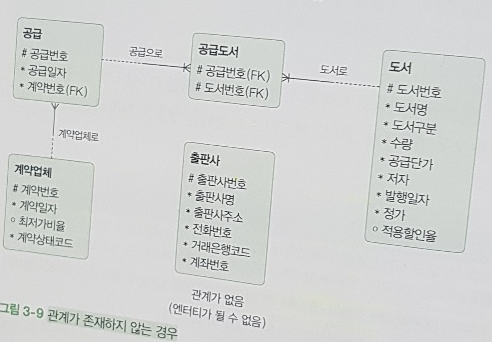 공급
# 공급번호
* 공급일자
* 계약번호(FK)
공급으로
공급도서
# 공급번호(FK)
# 도서번호(FK)
도서로
도서
# 도서번호
* 도서명
* 도서구분
* 수량
* 공급단가
* 저자
* 발행일자
* 정가
o 적용할인율
계약업체로
계약업체
# 계약번호
* 계약일자
o 최저가비율
* 계약상태코드
출판사
# 출판사번호
* 출판사명
* 출판사주소
* 전화번호
* 거래은행코드
* 계좌번호
관계가 없음
(엔터티가 될 수 없음)
그림 3-9 관계가 존재하지 않는 경우